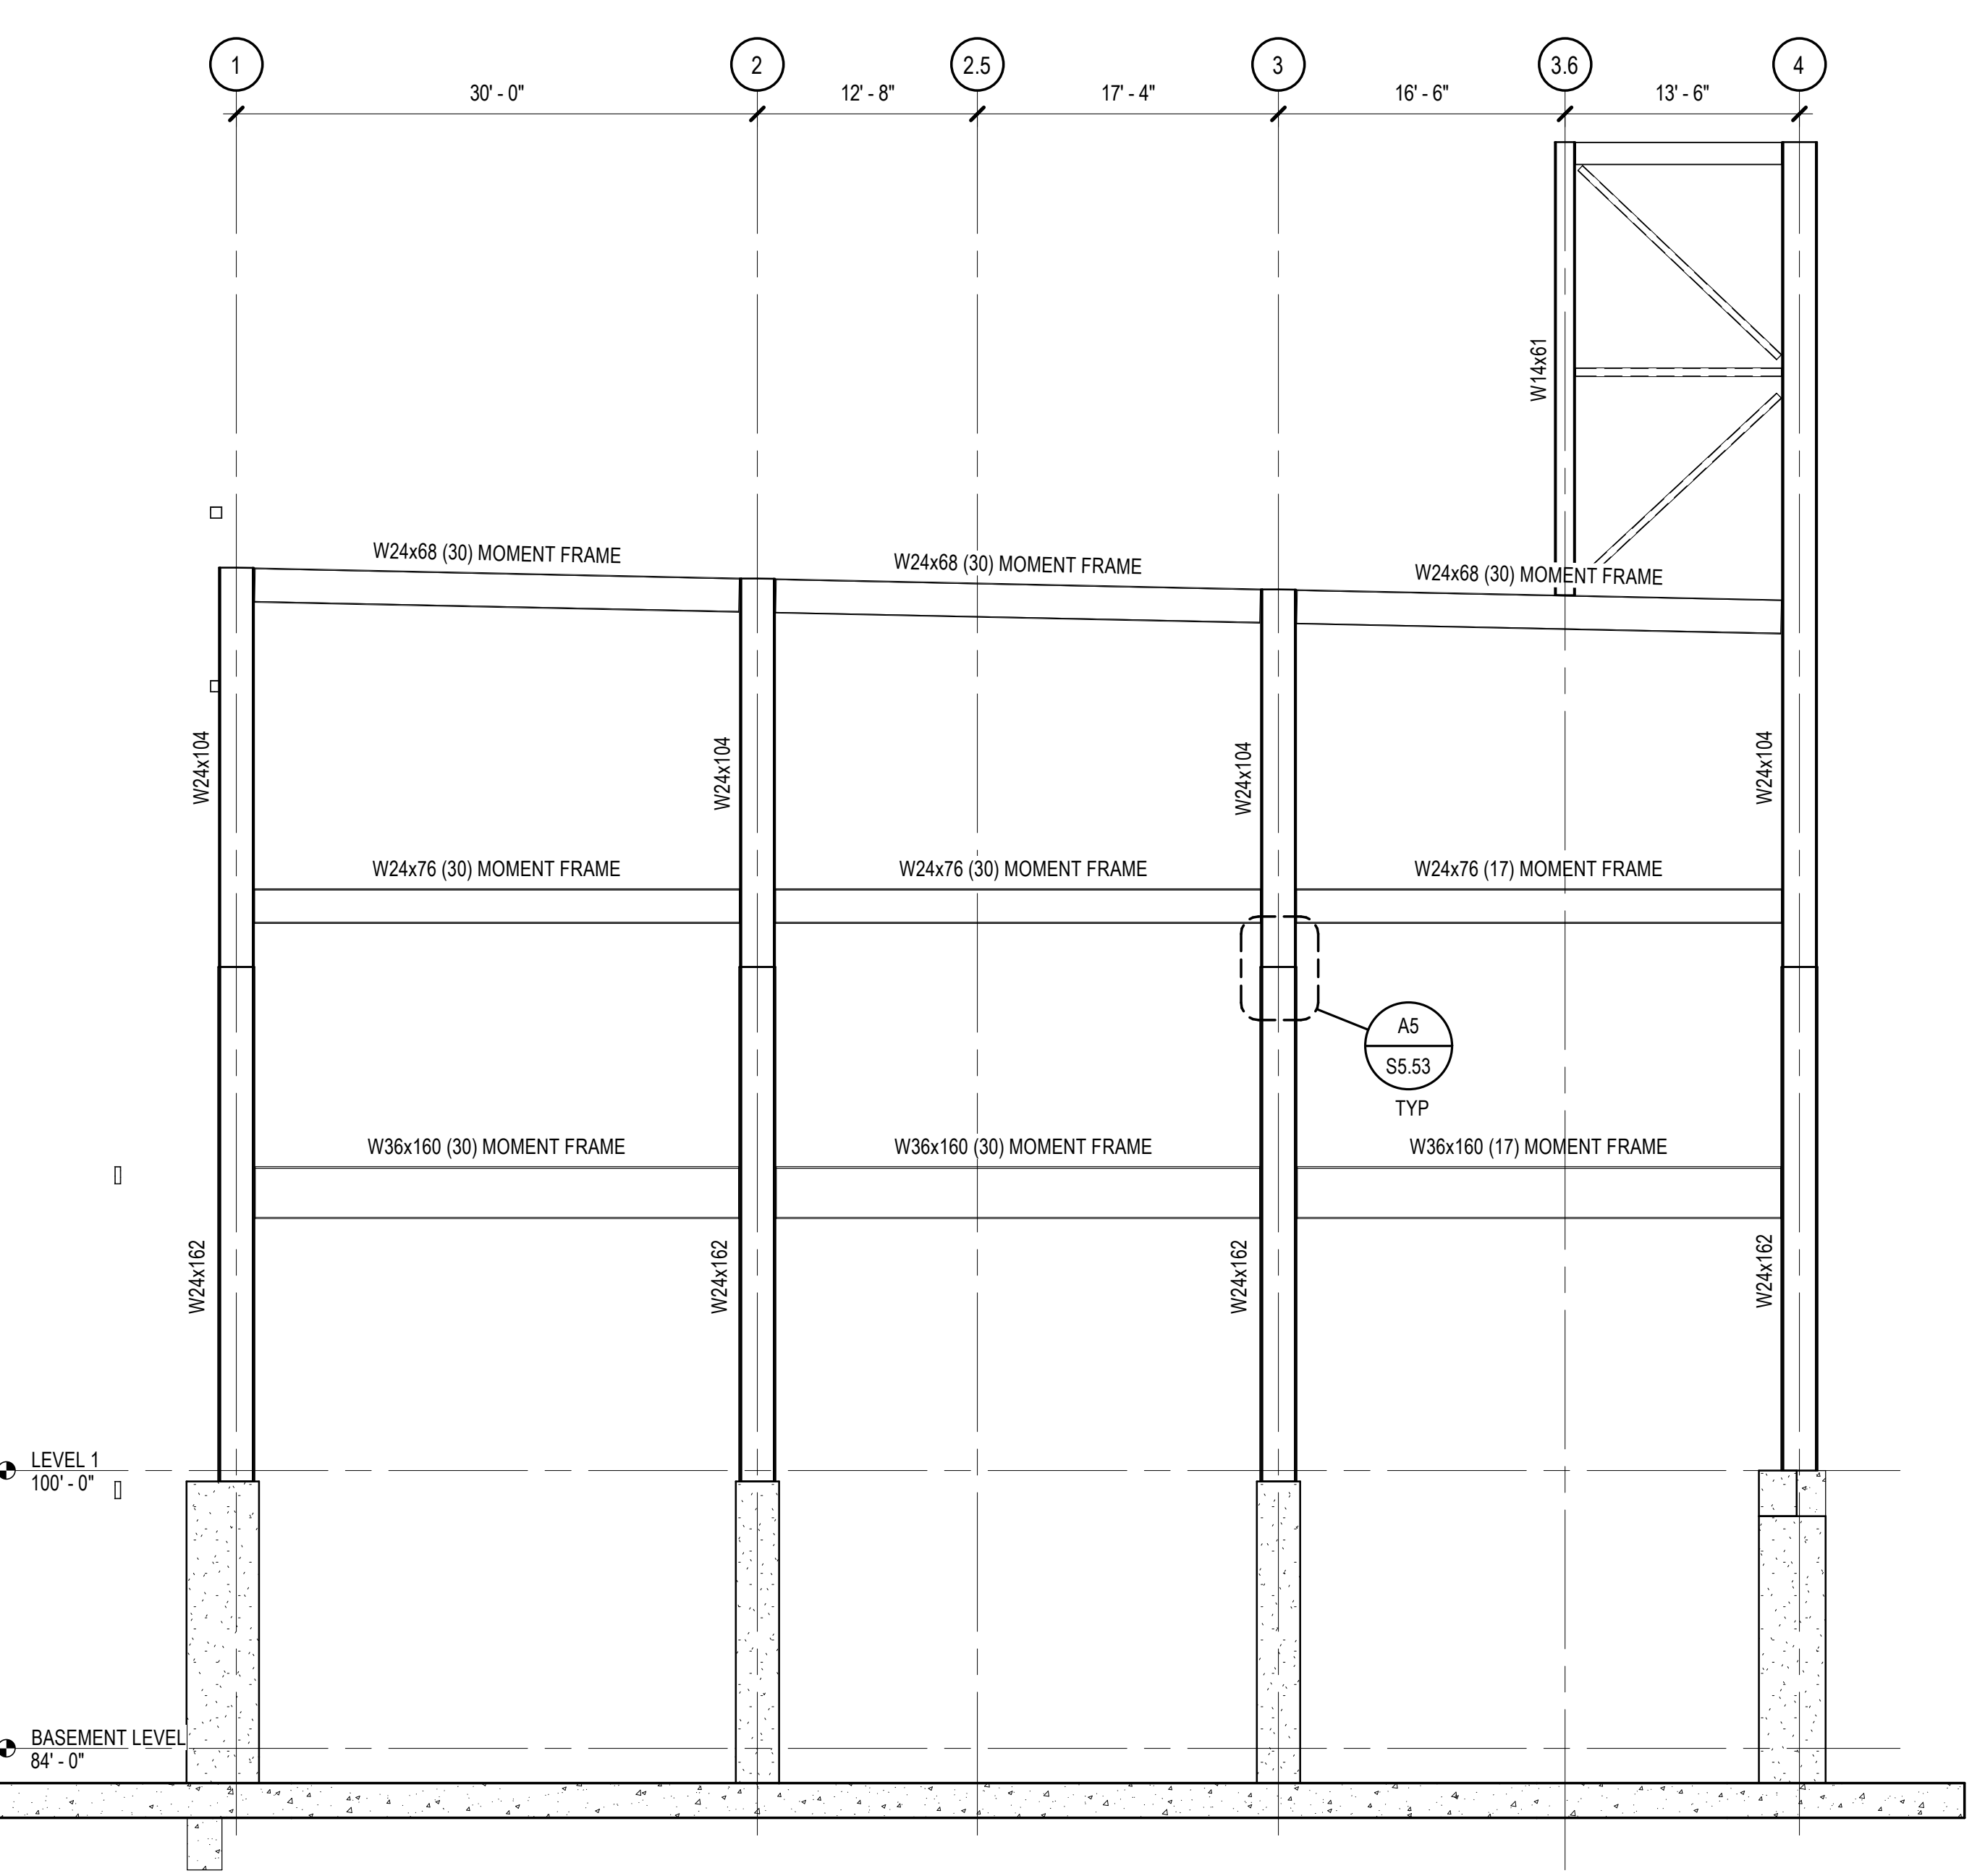 1
2
2.5
3
3.6
4
30' - 0"
12' - 8"
17' - 4"
16' - 6"
13' - 6"
W14x61
W24x68 (30) MOMENT FRAME
W24x68 (30) MOMENT FRAME
W24x68 (30) MOMENT FRAME
W24x104
W24x104
W24x104
W24x104
W24x76 (30) MOMENT FRAME
W24x76 (30) MOMENT FRAME
W24x76 (17) MOMENT FRAME
A5
S5.53
TYP
W36x160 (30) MOMENT FRAME
W36x160 (30) MOMENT FRAME
W36x160 (17) MOMENT FRAME
W24x162
W24x162
W24x162
W24x162
LEVEL 1
100' - 0"
BASEMENT LEVEL
84' - 0"